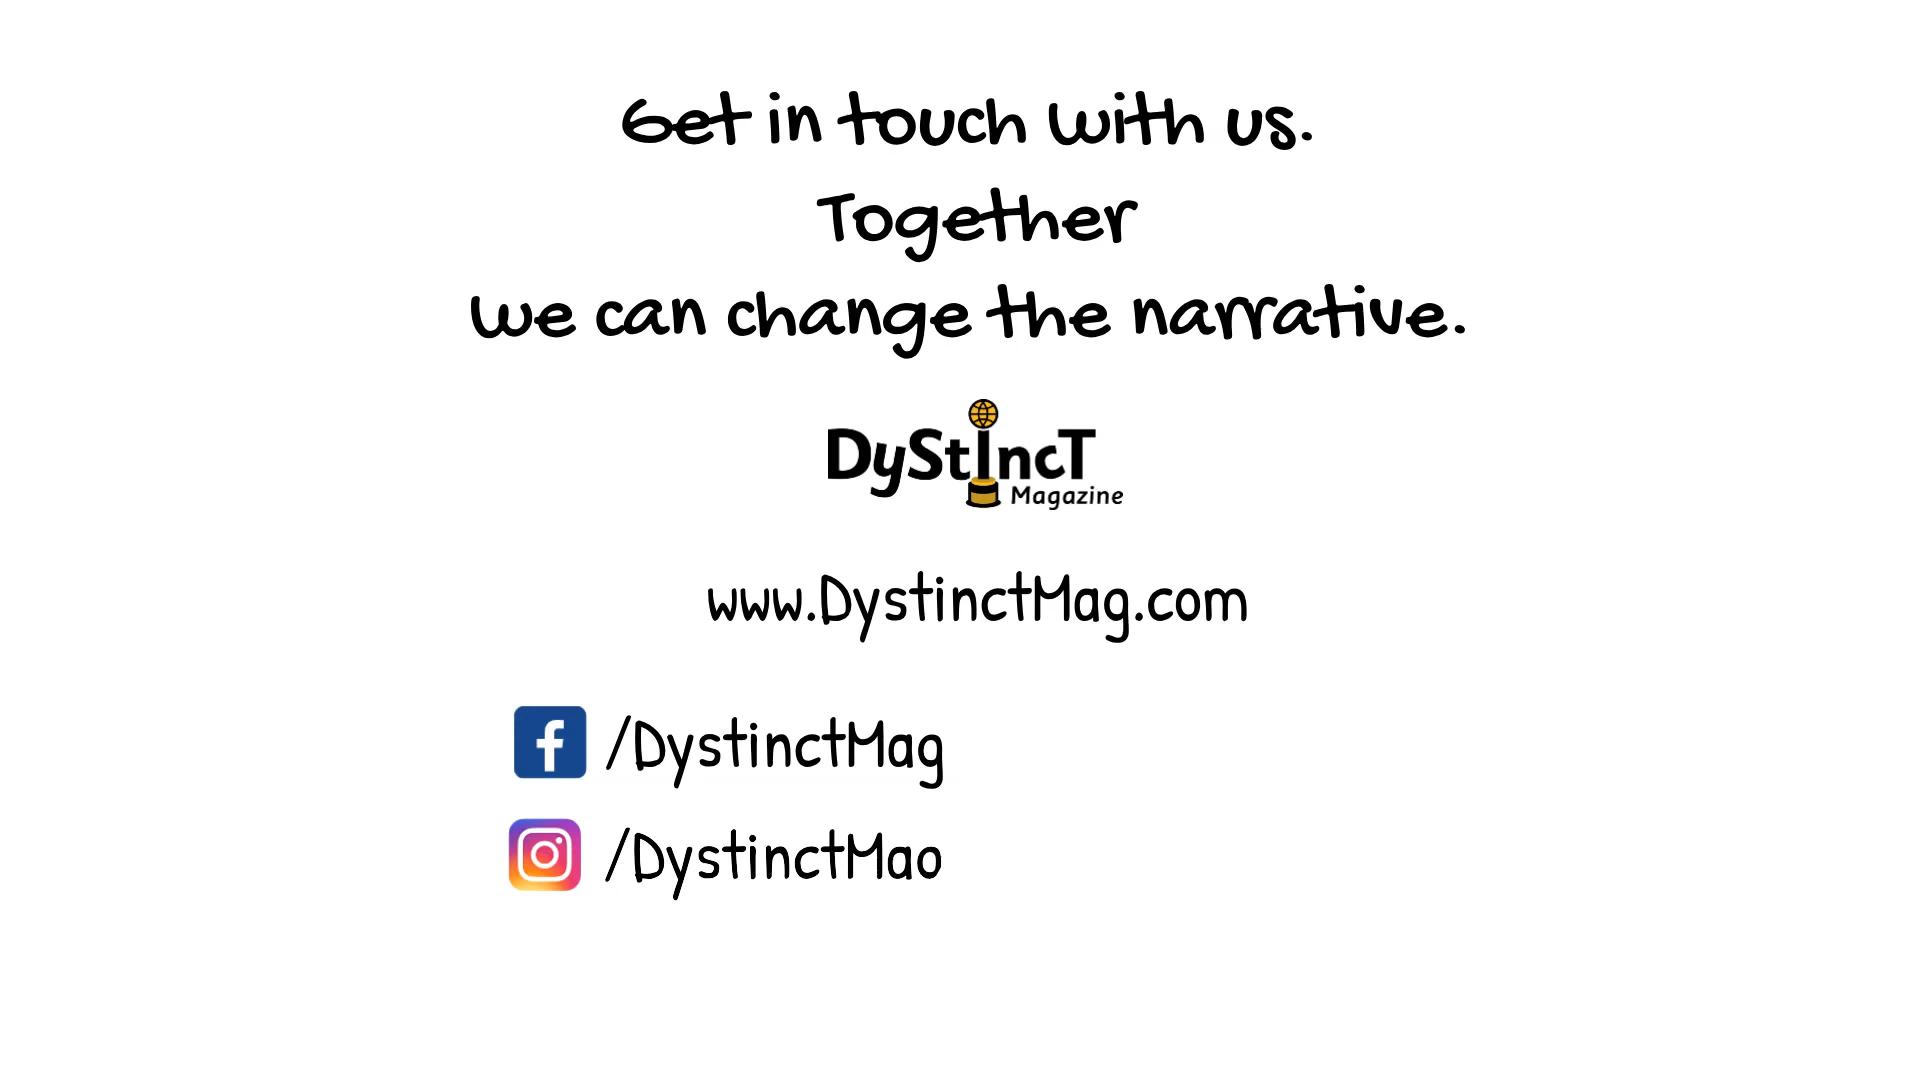 Get in touch with us.
Together
we can change the narrative.
DyStIncT
Magazine
www.DystinctMag.com
/DystinctMag
/DystinctMao